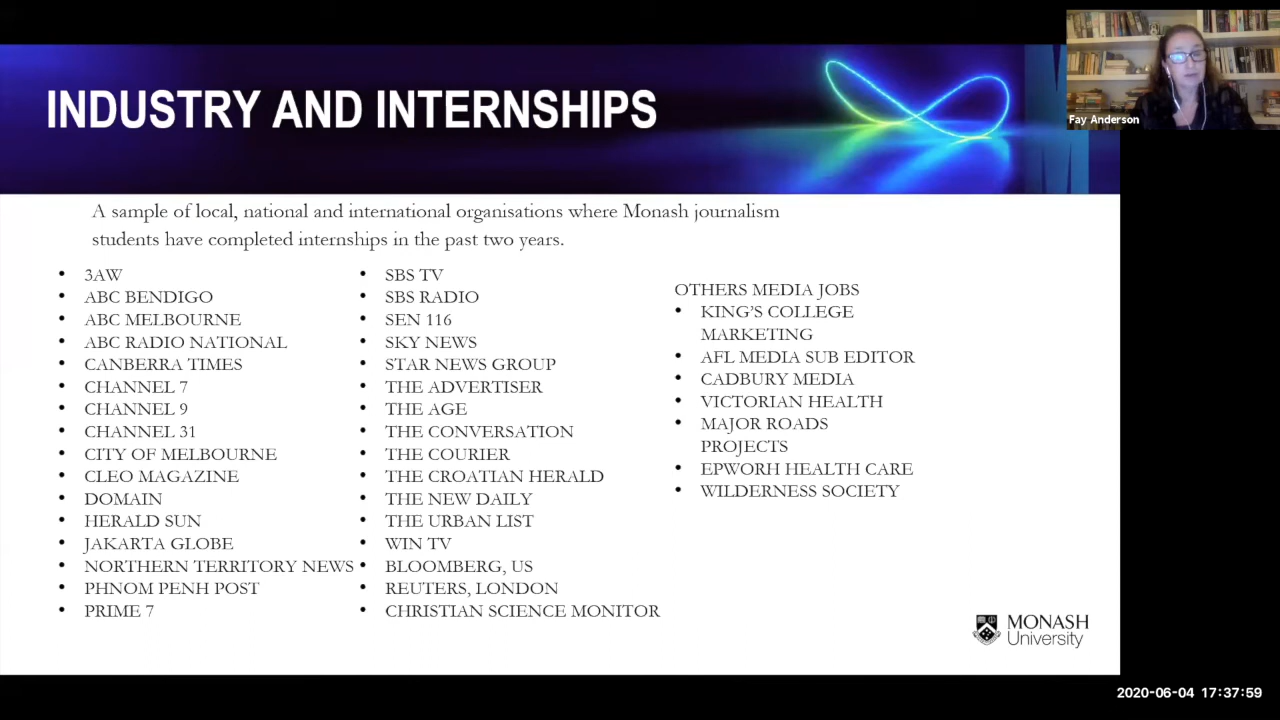 INDUSTRY AND INTERNSHIPS
Fay Anderson
A sample of local, national and international organisations where Monash journalism
students have completed internships in the past two years.
• 3AW
• ABC BENDIGO
• ABC MELBOURNE
• ABC RADIO NATIONAL
• CANBERRA TIMES
• CHANNEL 7
• CHANNEL 9
• CHANNEL 31
• CITY OF MELBOURNE
• CLEO MAGAZINE
• DOMAIN
• HERALD SUN
• JAKARTA GLOBE
• NORTHERN TERRITORY NEWS
• PHNOM PENH POST
• PRIME 7
• SBS TV
• SBS RADIO
• SEN 116
• SKY NEWS
• STAR NEWS GROUP
• THE ADVERTISER
• THE AGE
• THE CONVERSATION
• THE COURIER
• THE CROATIAN HERALD
• THE NEW DAILY
• THE URBAN LIST
• WIN TV
• BLOOMBERG, US
• REUTERS, LONDON
• CHRISTIAN SCIENCE MONITOR
OTHERS MEDIA JOBS
• KING'S COLLEGE
MARKETING
• AFL MEDIA SUB EDITOR
• CADBURY MEDIA
• VICTORIAN HEALTH
• MAJOR ROADS
PROJECTS
• EPWORH HEALTH CARE
• WILDERNESS SOCIETY
MONASH
University
2020-06-04 17:37:59